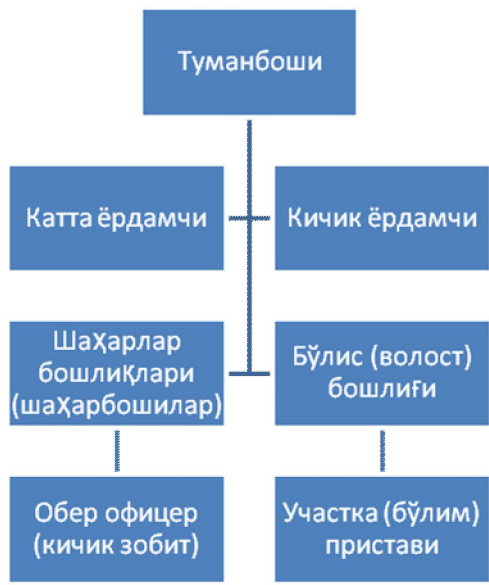 Туманбоши
Катта ёрдамчи
Кичик ёрдамчи
Шаҳарлар
бошлиқлари
(шаҳарбошилар)
Бўлис (волост)
бошлиғи
Обер офицер
(кичик зобит)
Участка (бўлим)
пристави